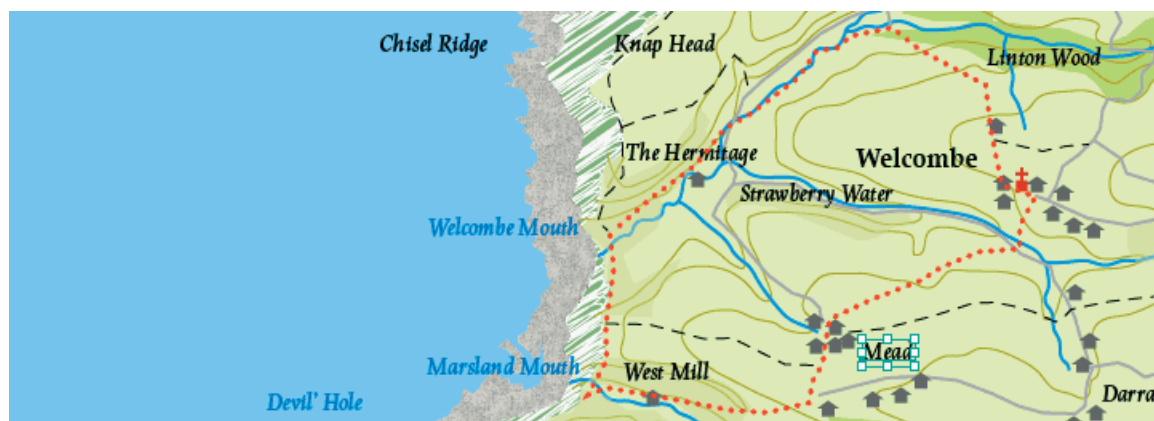 Chisel Ridge
Knap Head
Linton Wood
The Hermitage
Welcombe
Strawberry Water
Welcombe Mouth
Mead
Marsland Mouth
West Mill
Devil' Hole
Darra